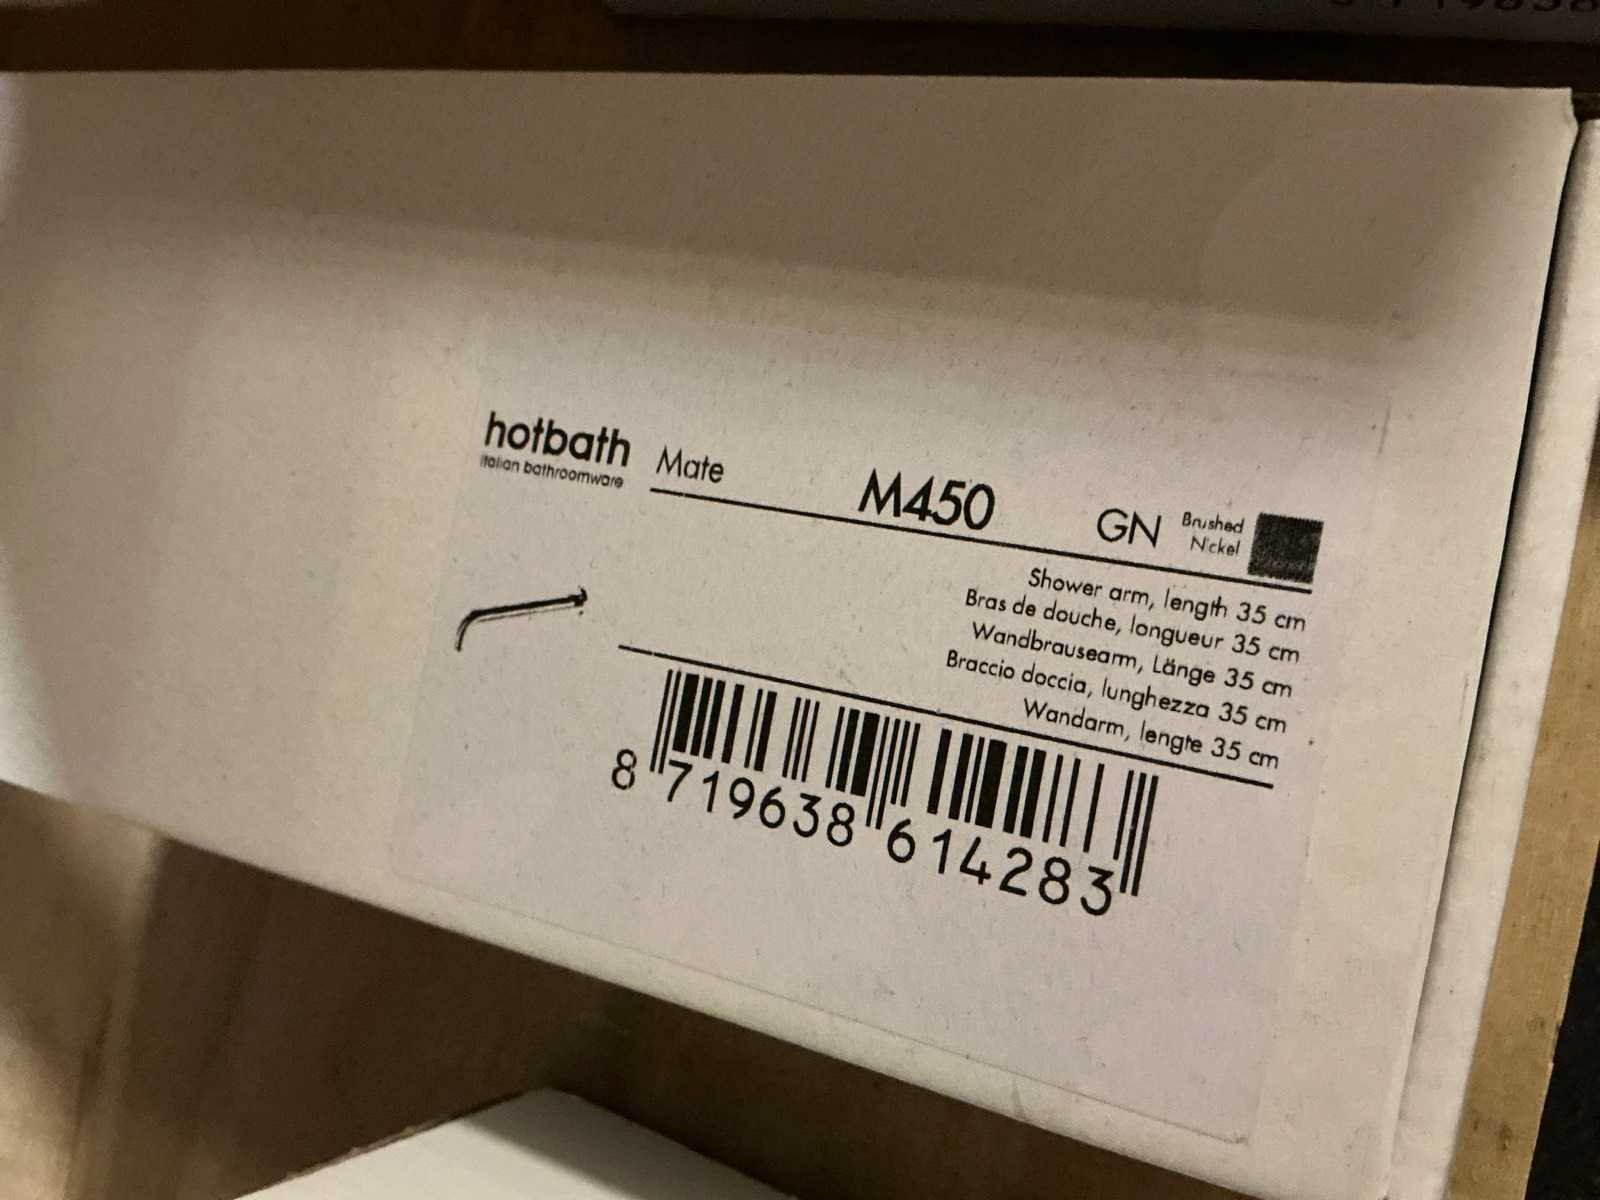 hotbath
italian bathroomware
Mate
M450
GN
Brushed
Nickel
Shower arm, length 35 cm
Bras de douche, longueur 35 cm
Wandbrausearm, Länge 35 cm
Braccio doccia, lunghezza 35 cm
Wandarm, lengte 35 cm
8 719638 614283